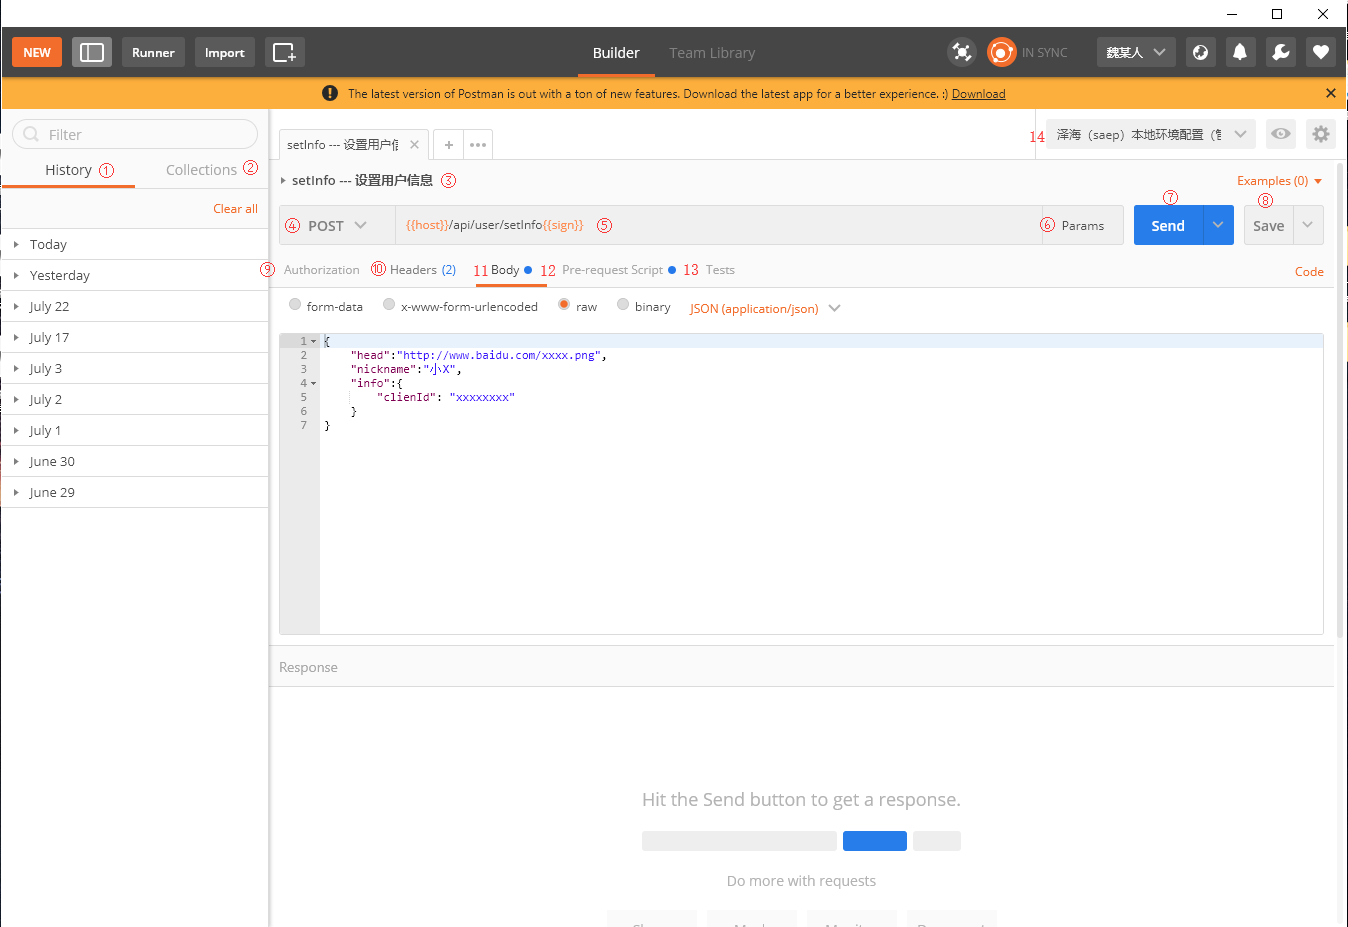 NEW Runner Import Builder Team Library IN SYNC 魏某人
The latest version of Postman is out with a ton of new features. Download the latest app for a better experience. :) Download
Filter
History ① Collections ②
Clear all
Today
Yesterday
July 22
July 17
July 3
July 2
July 1
June 30
June 29
setInfo --- 设置用户信
14 泽海（saep）本地环境配置（
setInfo --- 设置用户信息 ③
Examples (0)
④ POST {{host}}/api/user/setInfo{{sign}} ⑤ ⑥ Params ⑦ Send ⑧ Save
⑨ Authorization ⑩ Headers (2) 11 Body 12 Pre-request Script 13 Tests Code
form-data x-www-form-urlencoded raw binary JSON (application/json)
1 {
2 "head":"http://www.baidu.com/xxxx.png",
3 "nickname":"小X",
4 "info":{
5 "clienId": "xxxxxxxx"
6 }
7 }
Response
Hit the Send button to get a response.
Do more with requests